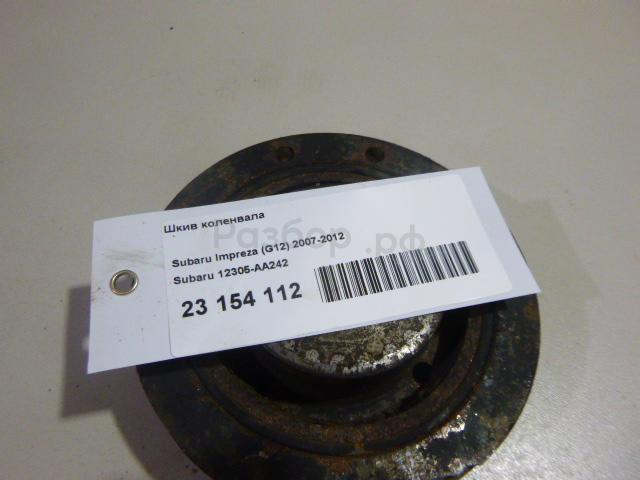 Шкив коленвала
Разбор.рф
Subaru Impreza (G12) 2007-2012
Subaru 12305-AA242
23 154 112